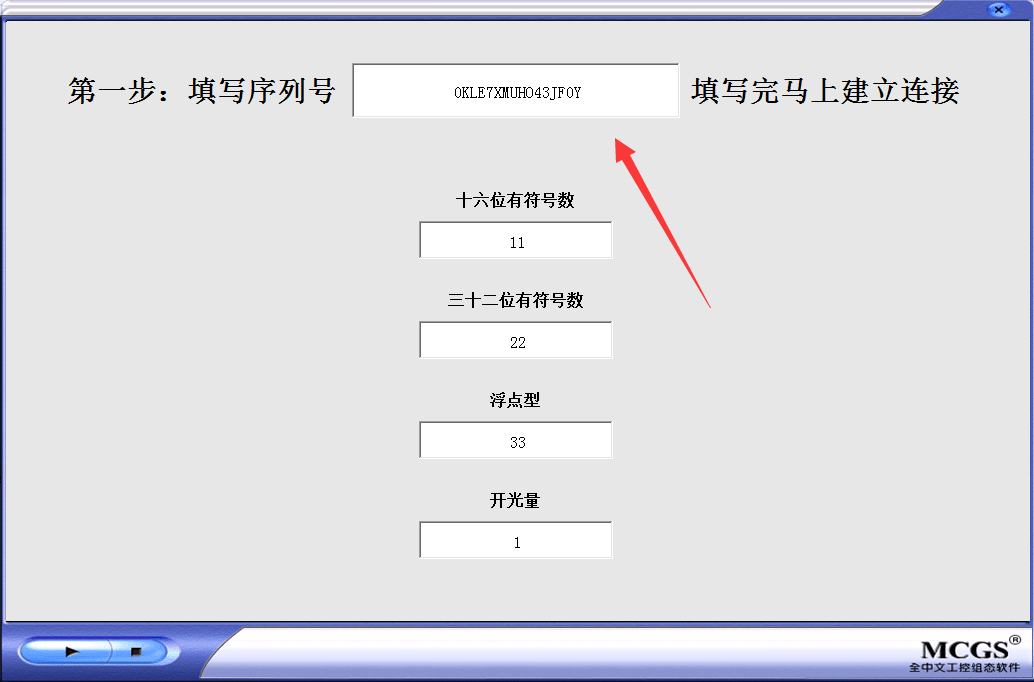 第一步：填写序列号 0KLE7XMUHO43JF0Y 填写完马上建立连接
十六位有符号数
11
三十二位有符号数
22
浮点型
33
开光量
1
MCGS®
全中文工控组态软件